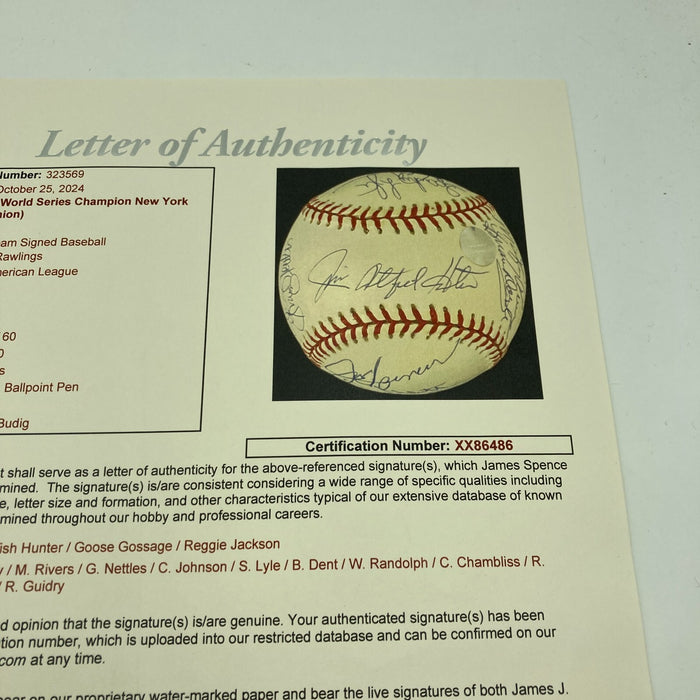 Letter of Authenticity
Number: 323569
October 25, 2024
World Series Champion New York
nion)
am Signed Baseball
Rawlings
merican League
60
0
s
Ballpoint Pen
Budig
Jim Catfish Hunter
Certification Number: XX86486
t shall serve as a letter of authenticity for the above-referenced signature(s), which James Spence
mined. The signature(s) is/are consistent considering a wide range of specific qualities including
e, letter size and formation, and other characteristics typical of our extensive database of known
mined throughout our hobby and professional careers.
ish Hunter / Goose Gossage / Reggie Jackson
/ M. Rivers / G. Nettles / C. Johnson / S. Lyle / B. Dent / W. Randolph / C. Chambliss / R.
/ R. Guidry
d opinion that the signature(s) is/are genuine. Your authenticated signature(s) has been
tion number, which is uploaded into our restricted database and can be confirmed on our
com at any time.
ear on our proprietary water-marked paper and bear the live signatures of both James J.